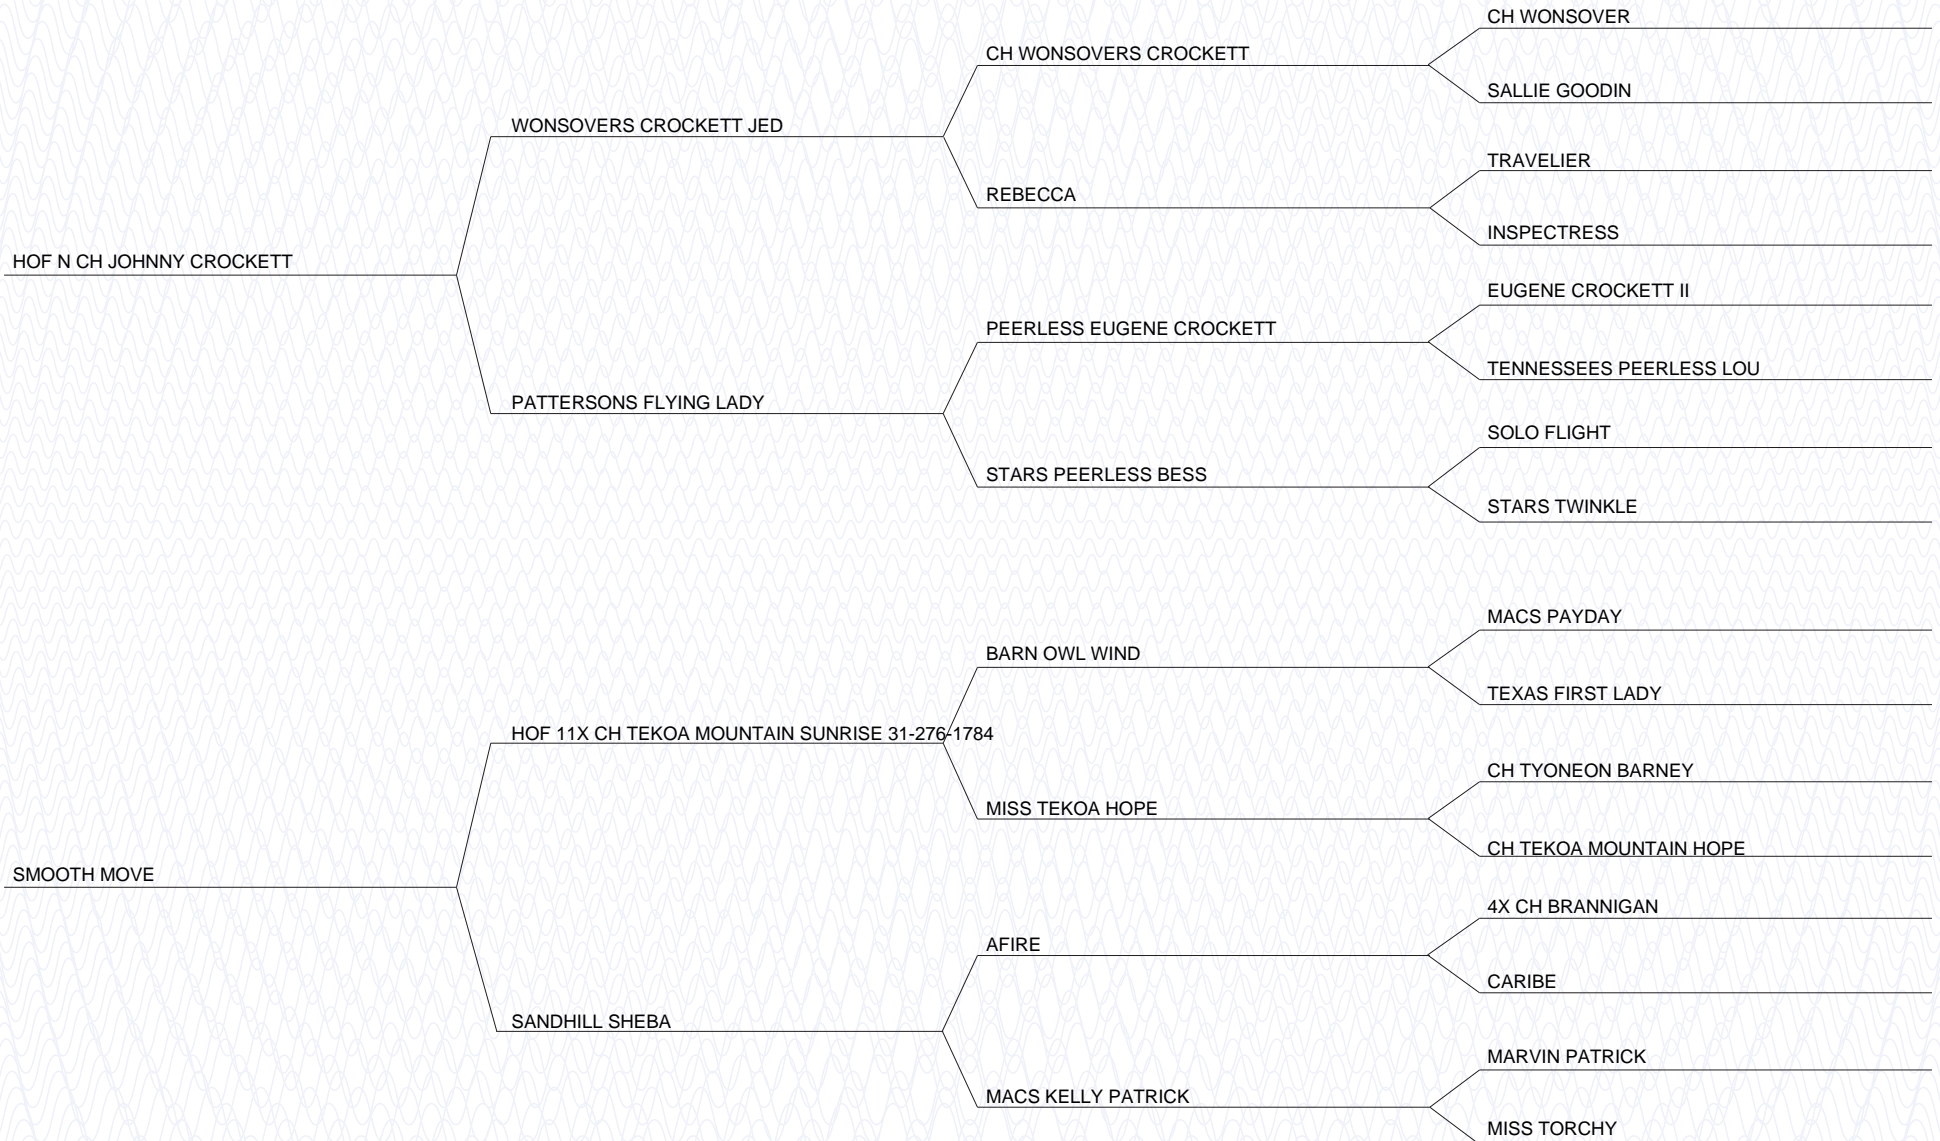 CH WONSOVER
CH WONSOVERS CROCKETT
SALLIE GOODIN
WONSOVERS CROCKETT JED
TRAVELIER
REBECCA
INSPECTRESS
HOF N CH JOHNNY CROCKETT
EUGENE CROCKETT II
PEERLESS EUGENE CROCKETT
TENNESSEES PEERLESS LOU
PATTERSONS FLYING LADY
SOLO FLIGHT
STARS PEERLESS BESS
STARS TWINKLE
MACS PAYDAY
BARN OWL WIND
TEXAS FIRST LADY
HOF 11X CH TEKOA MOUNTAIN SUNRISE 31-276-1784
CH TYONEON BARNEY
MISS TEKOA HOPE
CH TEKOA MOUNTAIN HOPE
SMOOTH MOVE
4X CH BRANNIGAN
AFIRE
CARIBE
SANDHILL SHEBA
MARVIN PATRICK
MACS KELLY PATRICK
MISS TORCHY